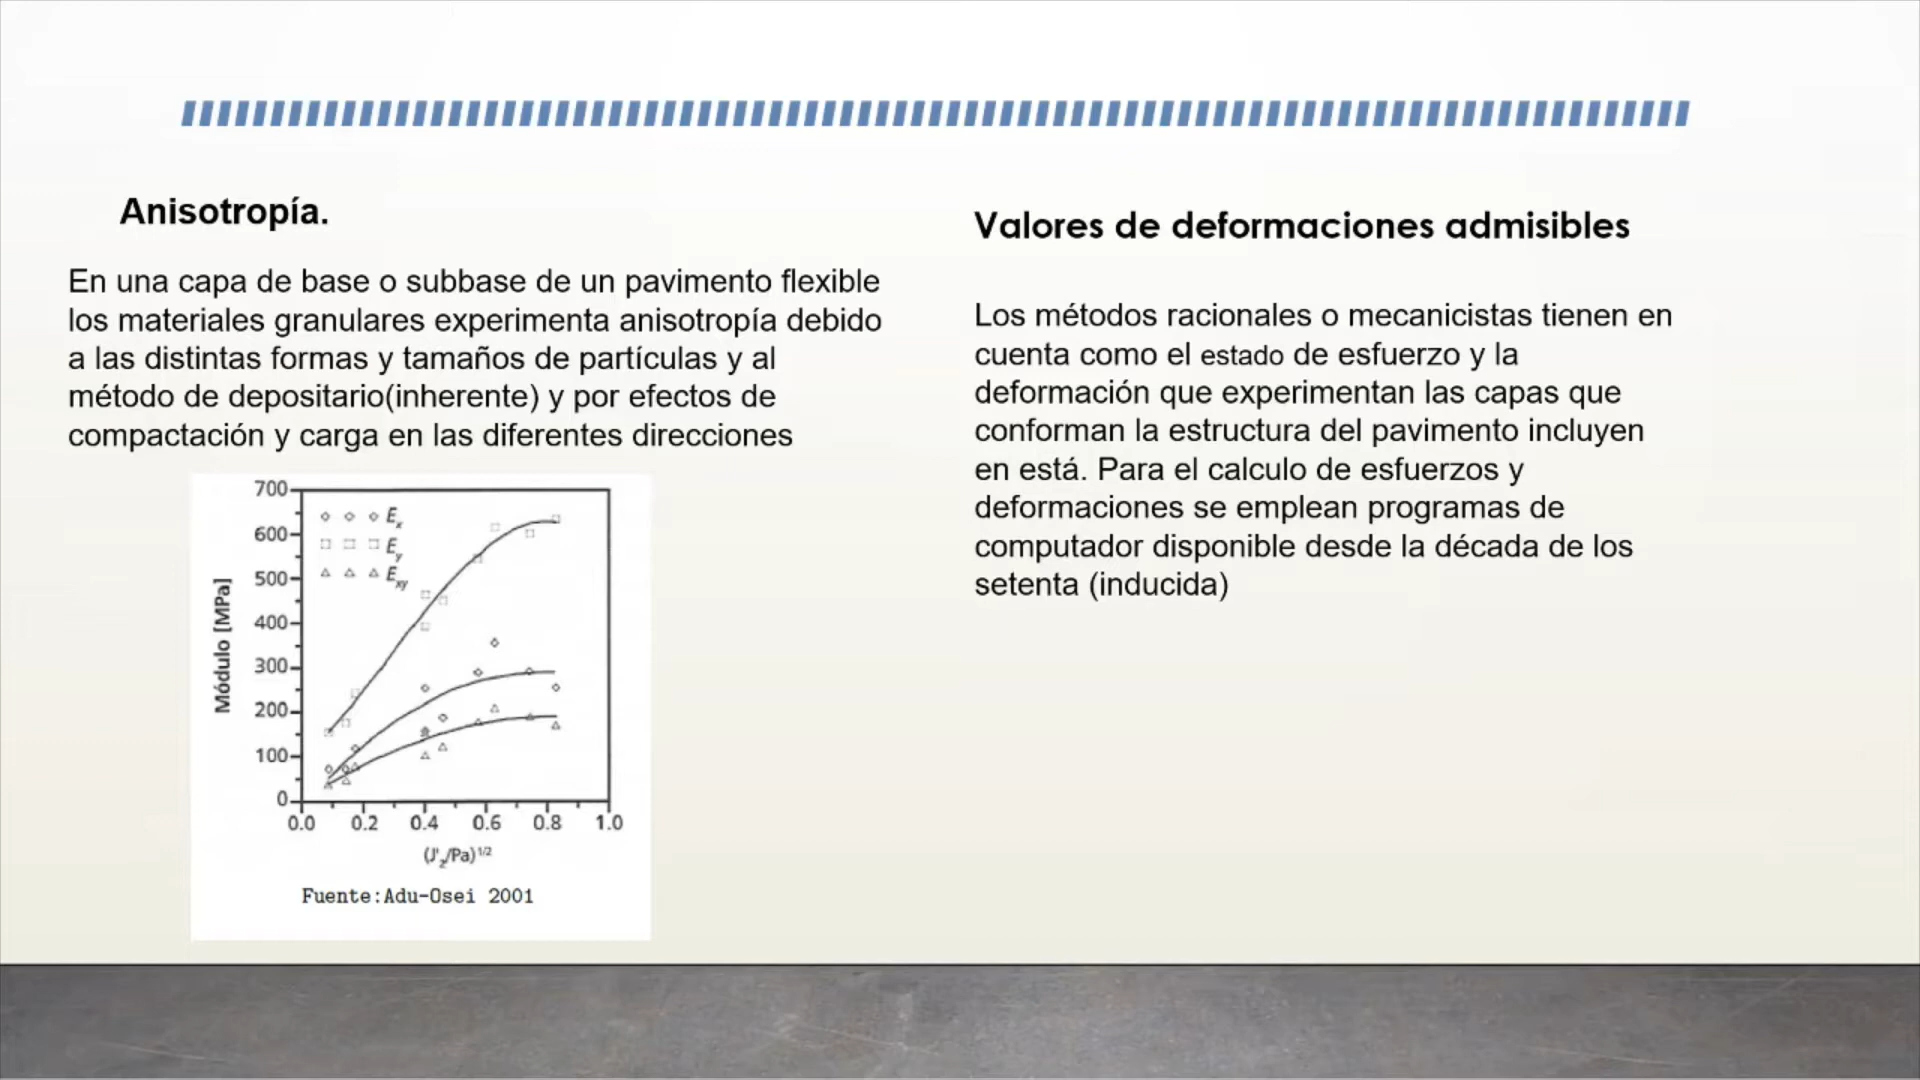 Anisotropía.
En una capa de base o subbase de un pavimento flexible
los materiales granulares experimenta anisotropía debido
a las distintas formas y tamaños de partículas y al
método de depositario(inherente) y por efectos de
compactación y carga en las diferentes direcciones
700
600
500
400
300
200
100
0
Módulo [MPa]
Ex
Ey
Exy
0.0 0.2 0.4 0.6 0.8 1.0
(J'2/Pa)1/2
Fuente:Adu-Osei 2001
Valores de deformaciones admisibles
Los métodos racionales o mecanicistas tienen en
cuenta como el estado de esfuerzo y la
deformación que experimentan las capas que
conforman la estructura del pavimento incluyen
en está. Para el calculo de esfuerzos y
deformaciones se emplean programas de
computador disponible desde la década de los
setenta (inducida)